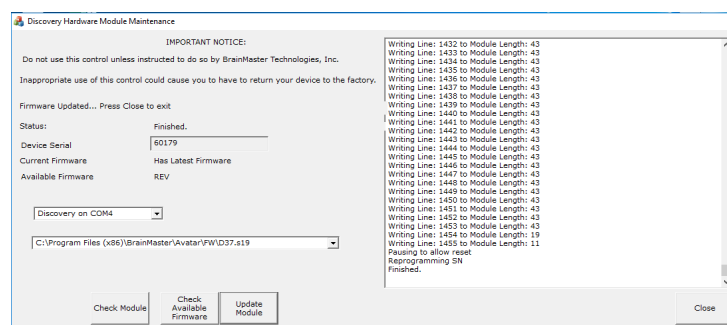 Discovery Hardware Module Maintenance
IMPORTANT NOTICE:
Do not use this control unless instructed to do so by BrainMaster Technologies, Inc.
Inappropriate use of this control could cause you to have to return your device to the factory.
Firmware Updated... Press Close to exit
Status: Finished.
Device Serial 60179
Current Firmware Has Latest Firmware
Available Firmware REV
Discovery on COM4
C:\Program Files (x86)\BrainMaster\Avatar\FW\D37.s19
Check Module
Check Available Firmware
Update Module
Writing Line: 1432 to Module Length: 43
Writing Line: 1433 to Module Length: 43
Writing Line: 1434 to Module Length: 43
Writing Line: 1435 to Module Length: 43
Writing Line: 1436 to Module Length: 43
Writing Line: 1437 to Module Length: 43
Writing Line: 1438 to Module Length: 43
Writing Line: 1439 to Module Length: 43
Writing Line: 1440 to Module Length: 43
Writing Line: 1441 to Module Length: 43
Writing Line: 1442 to Module Length: 43
Writing Line: 1443 to Module Length: 43
Writing Line: 1444 to Module Length: 43
Writing Line: 1445 to Module Length: 43
Writing Line: 1446 to Module Length: 43
Writing Line: 1447 to Module Length: 43
Writing Line: 1448 to Module Length: 43
Writing Line: 1449 to Module Length: 43
Writing Line: 1450 to Module Length: 43
Writing Line: 1451 to Module Length: 43
Writing Line: 1452 to Module Length: 43
Writing Line: 1453 to Module Length: 43
Writing Line: 1454 to Module Length: 19
Writing Line: 1455 to Module Length: 11
Pausing to allow reset
Reprogramming SN
Finished.
Close